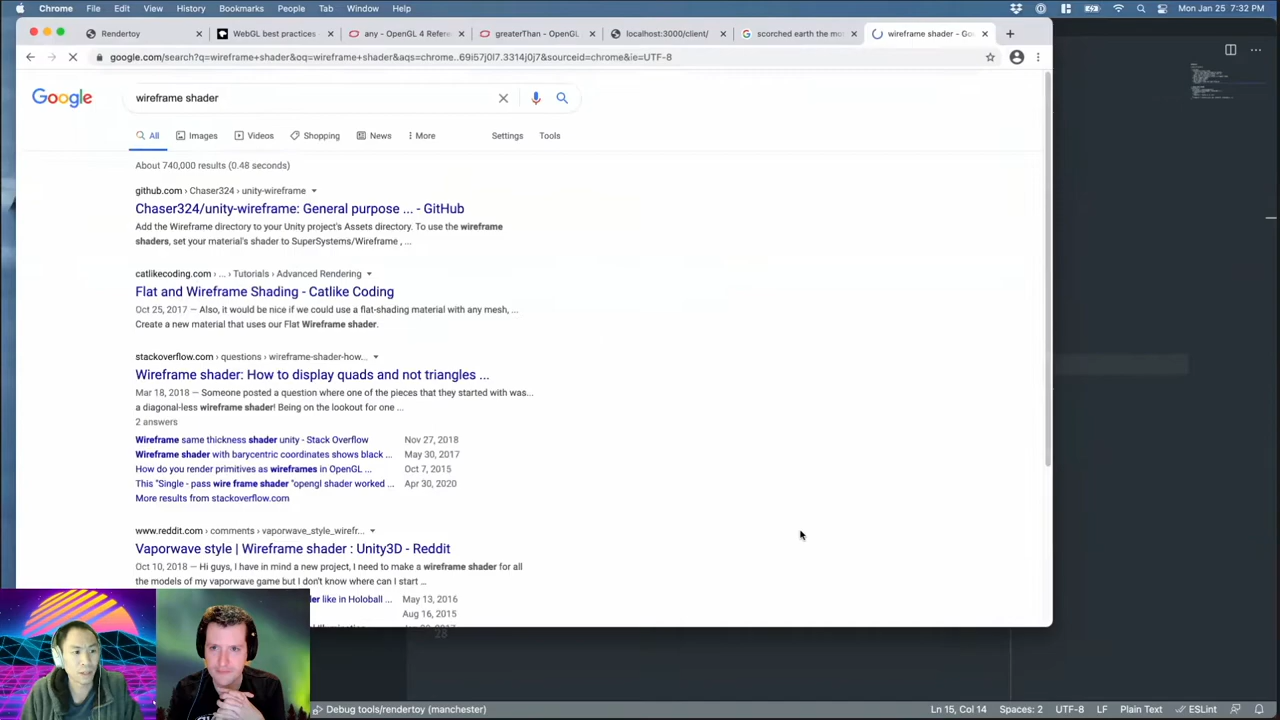 Chrome File Edit View History Bookmarks People Tab Window Help Mon Jan 25 7:32 PM
Rendertoy WebGL best practices any - OpenGL 4 Refere greaterThan - OpenGL localhost:3000/client/ scorched earth the mo wireframe shader - Goo
google.com/search?q=wireframe+shader&oq=wireframe+shader&aqs=chrome..69i57j0l7.3314j0j7&sourceid=chrome&ie=UTF-8
Google wireframe shader
All Images Videos Shopping News More Settings Tools
About 740,000 results (0.48 seconds)
github.com › Chaser324 › unity-wireframe
Chaser324/unity-wireframe: General purpose ... - GitHub
Add the Wireframe directory to your Unity project's Assets directory. To use the wireframe
shaders, set your material's shader to SuperSystems/Wireframe , ...
catlikecoding.com › ... › Tutorials › Advanced Rendering
Flat and Wireframe Shading - Catlike Coding
Oct 25, 2017 — Also, it would be nice if we could use a flat-shading material with any mesh, ...
Create a new material that uses our Flat Wireframe shader.
stackoverflow.com › questions › wireframe-shader-how...
Wireframe shader: How to display quads and not triangles ...
Mar 18, 2018 — Someone posted a question where one of the pieces that they started with was...
a diagonal-less wireframe shader! Being on the lookout for one ...
2 answers
Wireframe same thickness shader unity - Stack Overflow Nov 27, 2018
Wireframe shader with barycentric coordinates shows black ... May 30, 2017
How do you render primitives as wireframes in OpenGL ... Oct 7, 2015
This "Single - pass wire frame shader "opengl shader worked ... Apr 30, 2020
More results from stackoverflow.com
www.reddit.com › comments › vaporwave_style_wirefr...
Vaporwave style | Wireframe shader : Unity3D - Reddit
Oct 10, 2018 — Hi guys, I have in mind a new project, I need to make a wireframe shader for all
the models of my vaporwave game but I don't know where can I start ...
like in Holoball ... May 13, 2016
Aug 16, 2015
28
Debug tools/rendertoy (manchester) Ln 15, Col 14 Spaces: 2 UTF-8 LF Plain Text ESLint